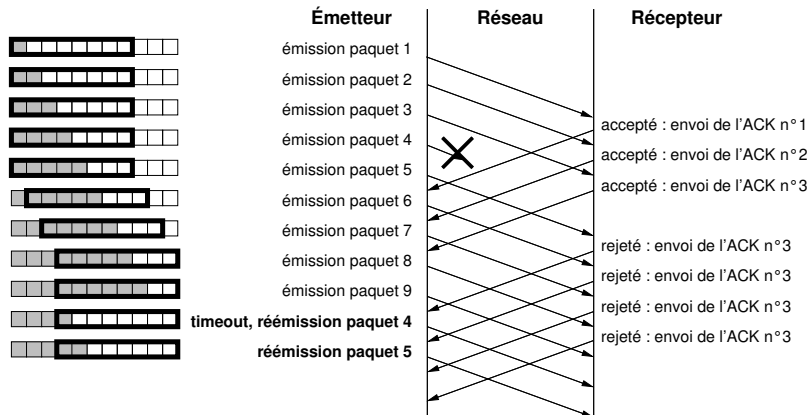 Émetteur Réseau Récepteur
émission paquet 1
émission paquet 2
émission paquet 3
accepté : envoi de l'ACK n°1
émission paquet 4
accepté : envoi de l'ACK n°2
émission paquet 5
accepté : envoi de l'ACK n°3
émission paquet 6
émission paquet 7
rejeté : envoi de l'ACK n°3
émission paquet 8
rejeté : envoi de l'ACK n°3
émission paquet 9
rejeté : envoi de l'ACK n°3
timeout, réémission paquet 4
rejeté : envoi de l'ACK n°3
réémission paquet 5